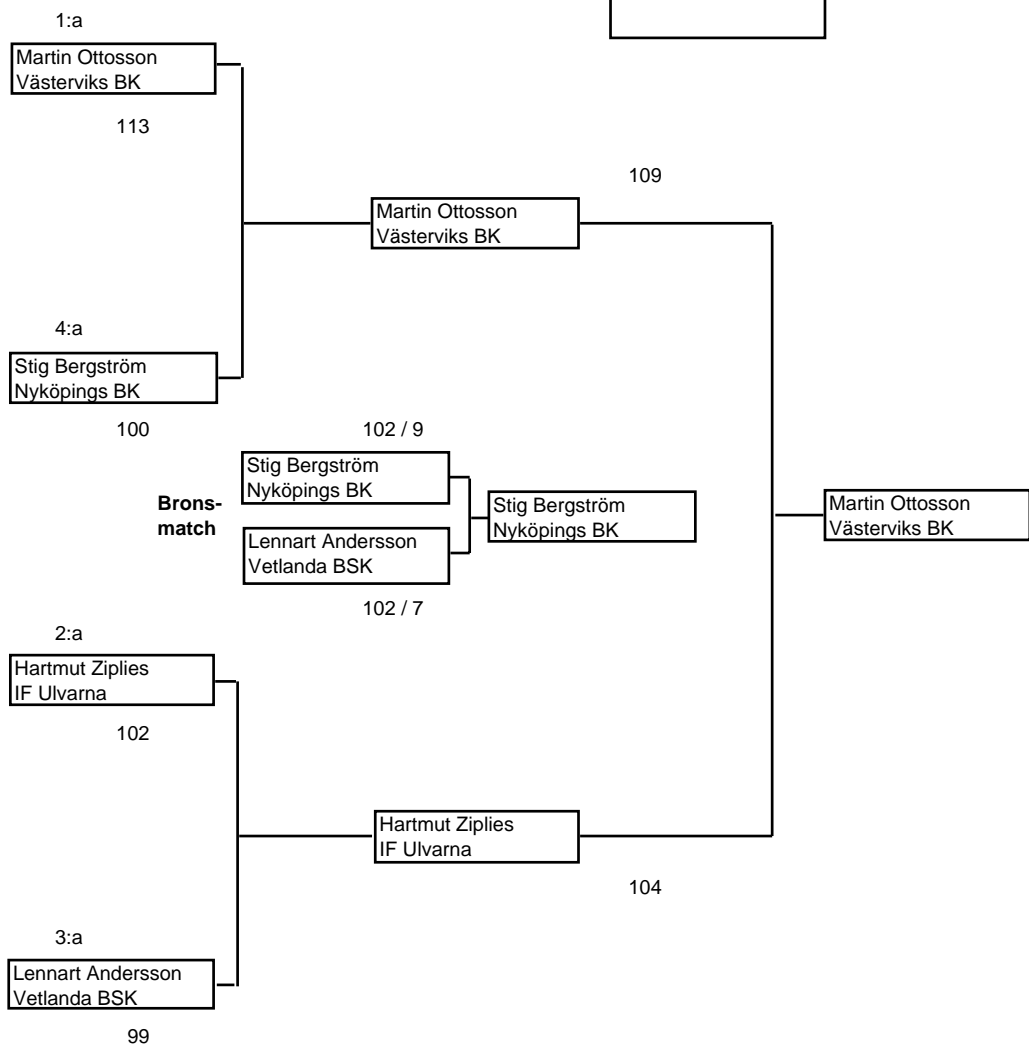 1:a
Martin Ottosson
Västerviks BK
113
109
Martin Ottosson
Västerviks BK
4:a
Stig Bergström
Nyköpings BK
100
102 / 9
Stig Bergström
Nyköpings BK
Brons-
match
Stig Bergström
Nyköpings BK
Martin Ottosson
Västerviks BK
Lennart Andersson
Vetlanda BSK
102 / 7
2:a
Hartmut Ziplies
IF Ulvarna
102
Hartmut Ziplies
IF Ulvarna
104
3:a
Lennart Andersson
Vetlanda BSK
99